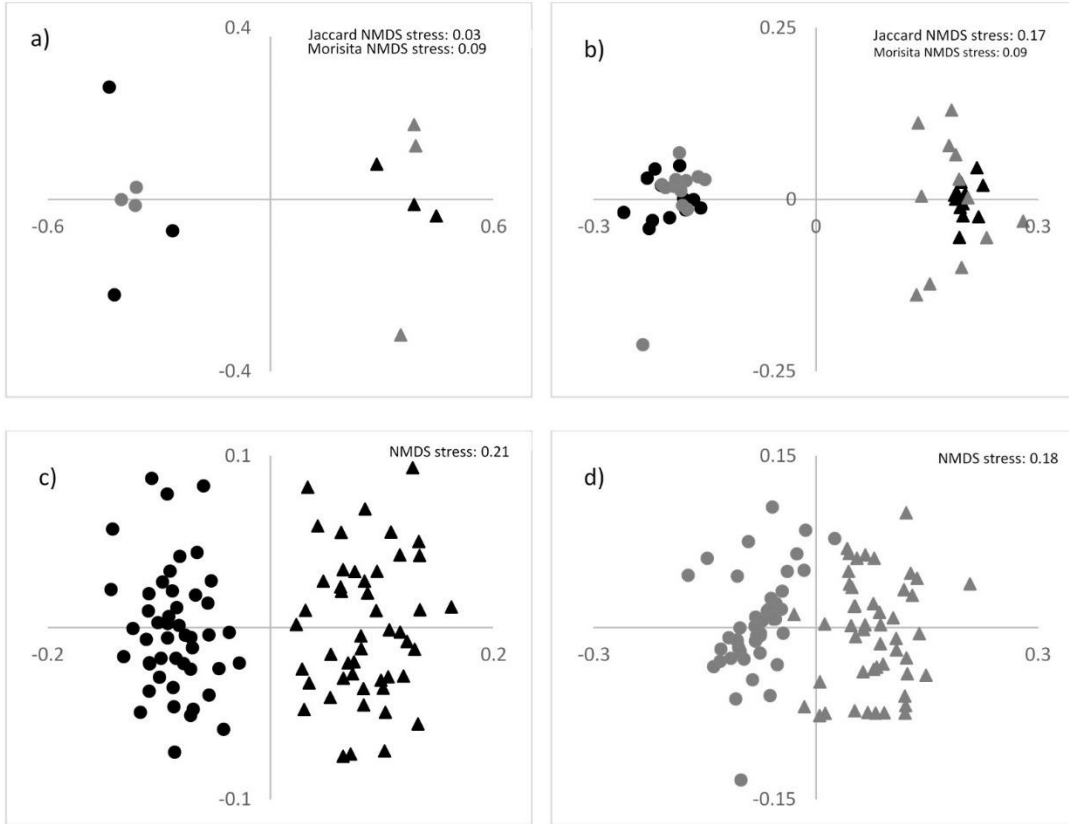 a)
0.4
Jaccard NMDS stress: 0.03
Morisita NMDS stress: 0.09
-0.6
0.6
-0.4
b)
0.25
Jaccard NMDS stress: 0.17
Morisita NMDS stress: 0.09
-0.3
0
0
0.3
-0.25
c)
0.1
NMDS stress: 0.21
-0.2
0.2
-0.1
d)
0.15
NMDS stress: 0.18
-0.3
0.3
-0.15